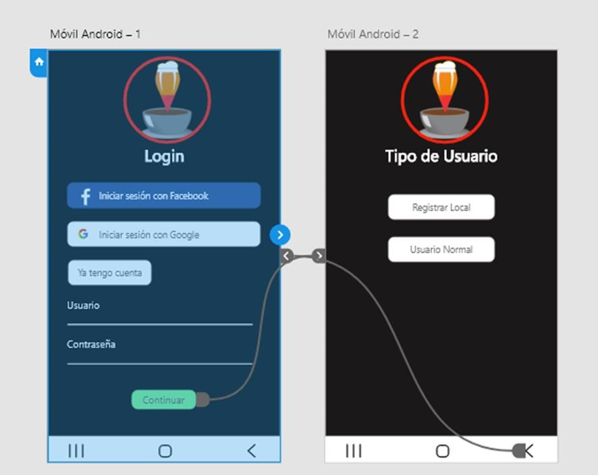 Móvil Android – 1
Login
Iniciar sesión con Facebook
Iniciar sesión con Google
Ya tengo cuenta
Usuario
Contraseña
Continuar
Móvil Android – 2
Tipo de Usuario
Registrar Local
Usuario Normal